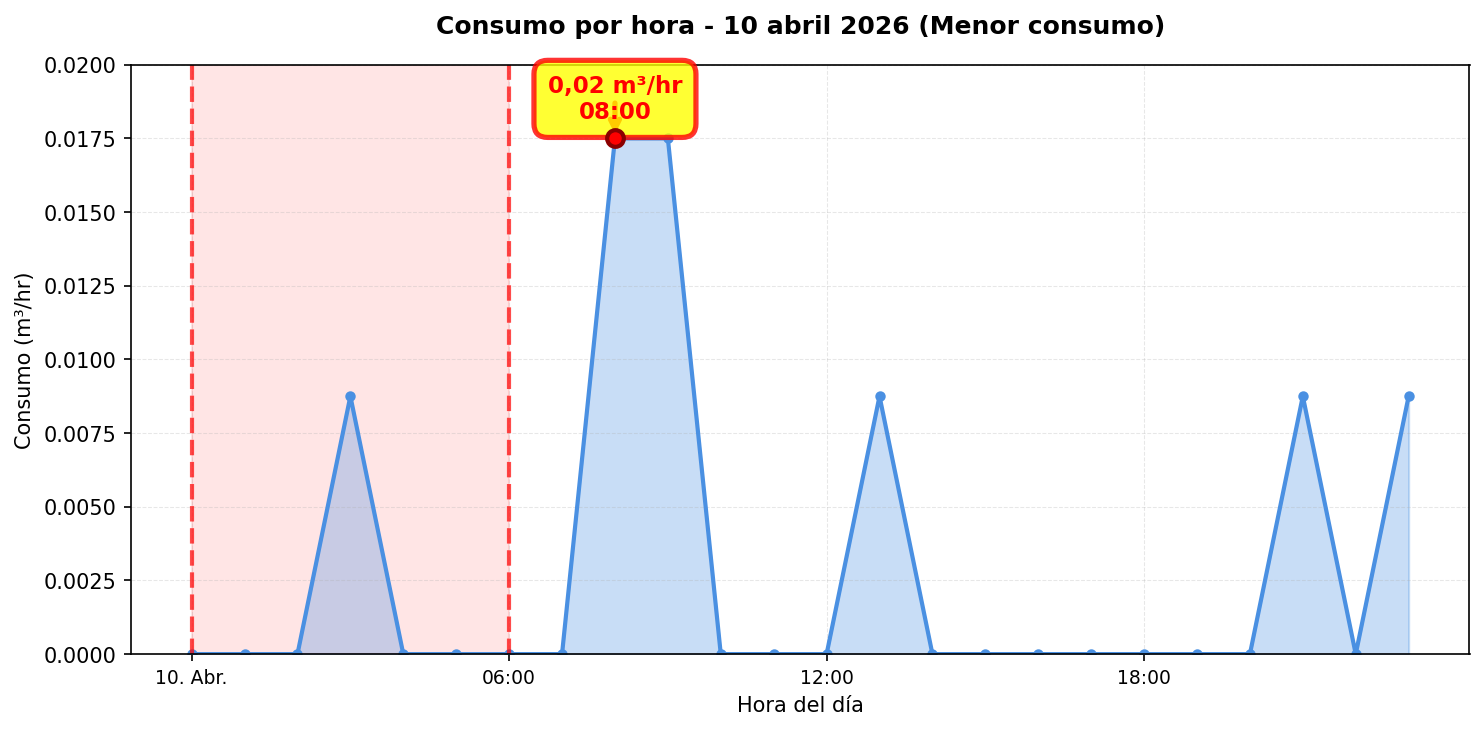 Consumo por hora - 10 abril 2026 (Menor consumo)
0,02 m³/hr
08:00
Consumo (m³/hr)
0.0200
0.0175
0.0150
0.0125
0.0100
0.0075
0.0050
0.0025
0.0000
10. Abr.
06:00
12:00
18:00
Hora del día